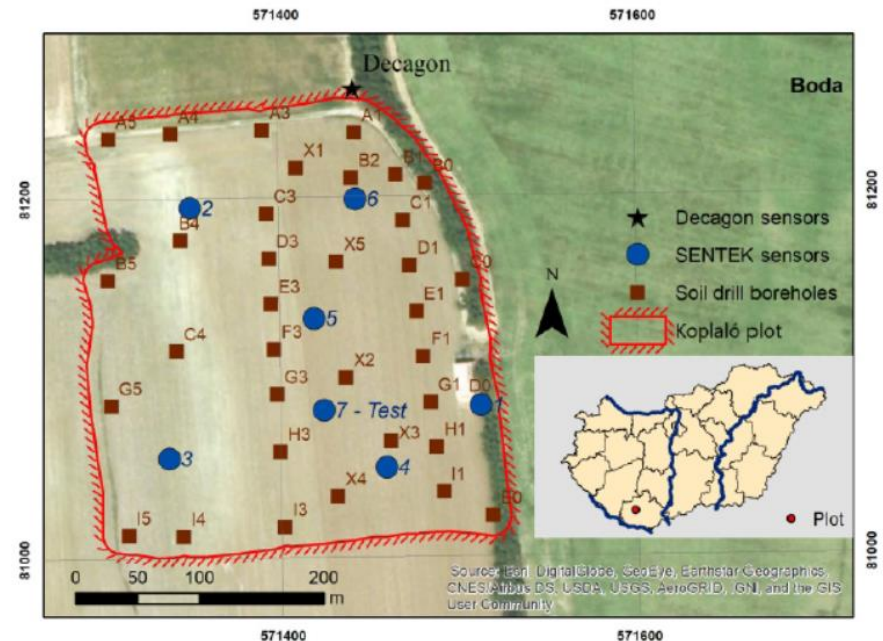 571400
571600
Decagon
Boda
A5
A4
A3
A1
X1
B2
B1
B0
81200
81200
2
C3
6
C1
B4
D3
X5
D1
C0
B5
E3
E1
5
F3
F1
C4
X2
G5
G3
G1
D0
1
7 - Test
H3
X3
H1
3
4
X4
I1
E0
I5
I4
I3
Decagon sensors
SENTEK sensors
Soil drill boreholes
Koplaló plot
N
Plot
81000
81000
0
50
100
200
m
Source: Esri, DigitalGlobe, GeoEye, Earthstar Geographics,
CNES/Airbus DS, USDA, USGS, AeroGRID, IGN, and the GIS
User Community
571400
571600